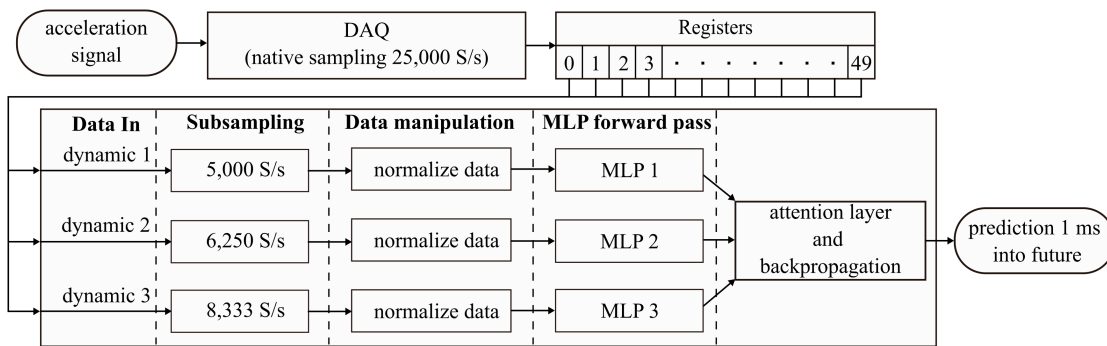 acceleration
signal
DAQ
(native sampling 25,000 S/s)
Registers
0 1 2 3 · · · · · · · 49
Data In Subsampling Data manipulation MLP forward pass
dynamic 1 5,000 S/s normalize data MLP 1
dynamic 2 6,250 S/s normalize data MLP 2
dynamic 3 8,333 S/s normalize data MLP 3
attention layer
and
backpropagation
prediction 1 ms
into future